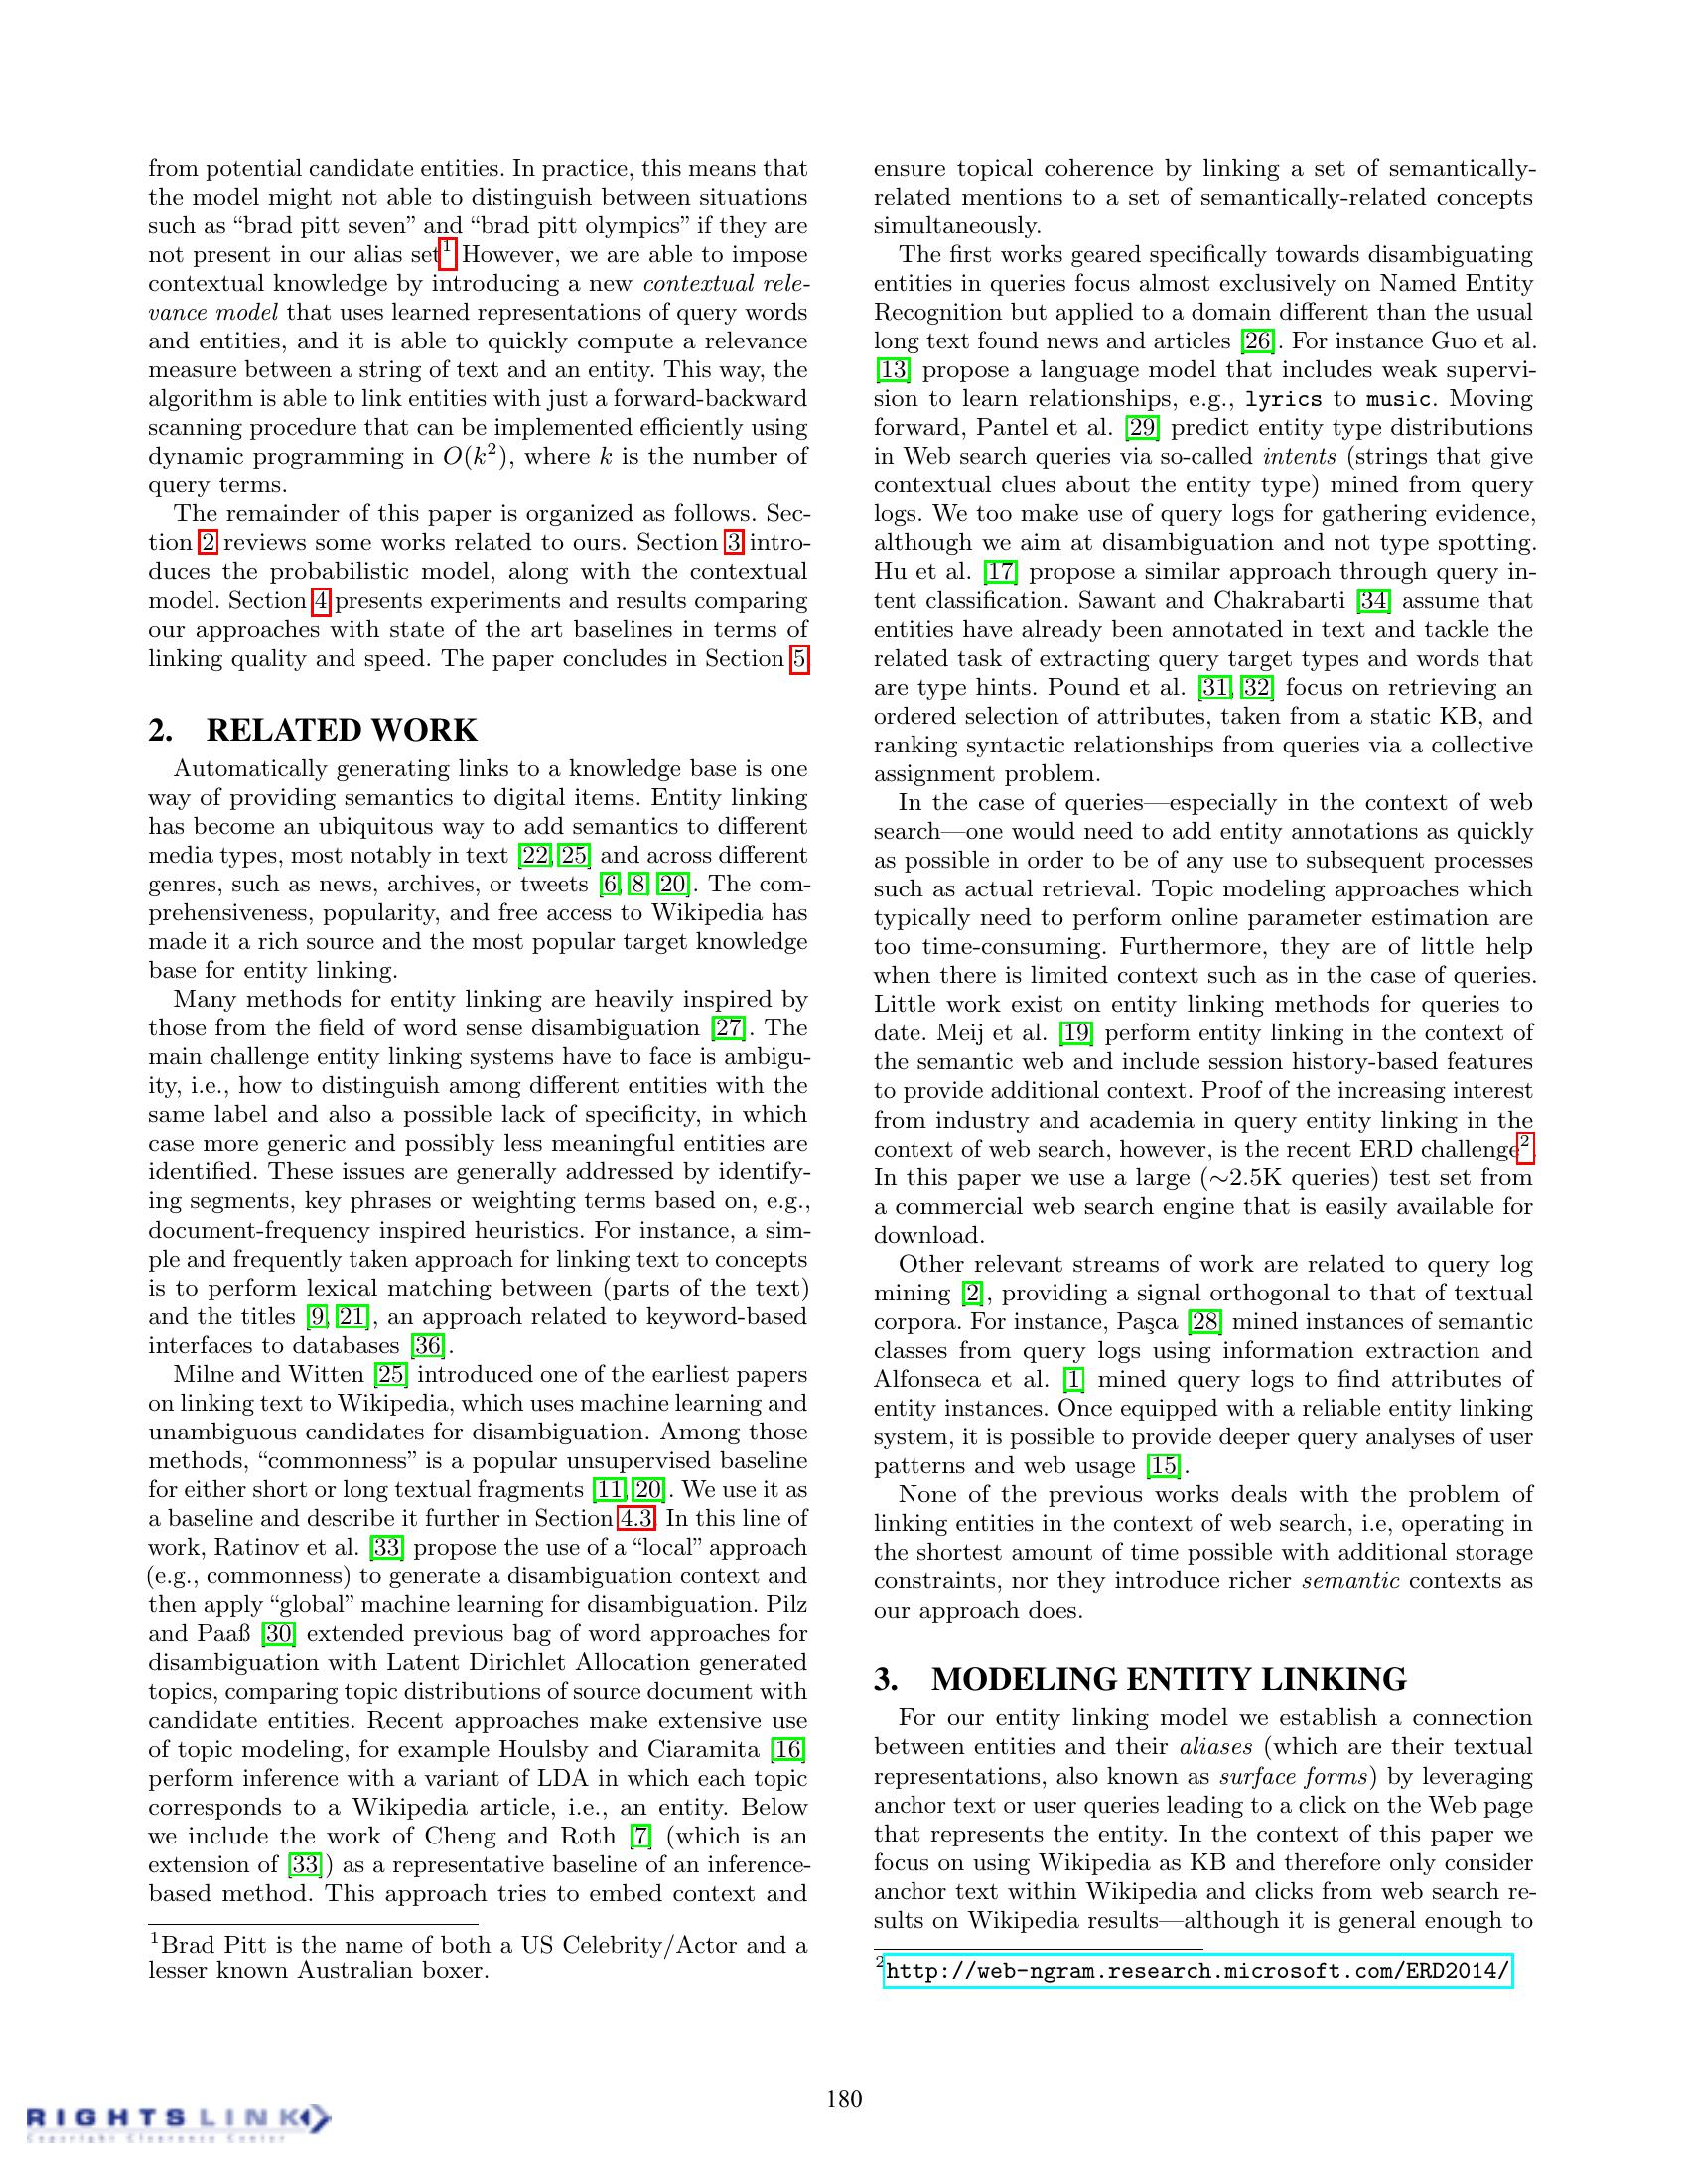 from potential candidate entities. In practice, this means that
the model might not able to distinguish between situations
such as “brad pitt seven” and “brad pitt olympics” if they are
not present in our alias set1 However, we are able to impose
contextual knowledge by introducing a new contextual rele-
vance model that uses learned representations of query words
and entities, and it is able to quickly compute a relevance
measure between a string of text and an entity. This way, the
algorithm is able to link entities with just a forward-backward
scanning procedure that can be implemented efficiently using
dynamic programming in O(k2), where k is the number of
query terms.
The remainder of this paper is organized as follows. Sec-
tion 2 reviews some works related to ours. Section 3 intro-
duces the probabilistic model, along with the contextual
model. Section 4 presents experiments and results comparing
our approaches with state of the art baselines in terms of
linking quality and speed. The paper concludes in Section 5
2. RELATED WORK
Automatically generating links to a knowledge base is one
way of providing semantics to digital items. Entity linking
has become an ubiquitous way to add semantics to different
media types, most notably in text [22, 25] and across different
genres, such as news, archives, or tweets [6, 8, 20]. The com-
prehensiveness, popularity, and free access to Wikipedia has
made it a rich source and the most popular target knowledge
base for entity linking.
Many methods for entity linking are heavily inspired by
those from the field of word sense disambiguation [27]. The
main challenge entity linking systems have to face is ambigu-
ity, i.e., how to distinguish among different entities with the
same label and also a possible lack of specificity, in which
case more generic and possibly less meaningful entities are
identified. These issues are generally addressed by identify-
ing segments, key phrases or weighting terms based on, e.g.,
document-frequency inspired heuristics. For instance, a sim-
ple and frequently taken approach for linking text to concepts
is to perform lexical matching between (parts of the text)
and the titles [9, 21], an approach related to keyword-based
interfaces to databases [36].
Milne and Witten [25] introduced one of the earliest papers
on linking text to Wikipedia, which uses machine learning and
unambiguous candidates for disambiguation. Among those
methods, “commonness” is a popular unsupervised baseline
for either short or long textual fragments [11, 20]. We use it as
a baseline and describe it further in Section 4.3 In this line of
work, Ratinov et al. [33] propose the use of a “local” approach
(e.g., commonness) to generate a disambiguation context and
then apply “global” machine learning for disambiguation. Pilz
and Paaß [30] extended previous bag of word approaches for
disambiguation with Latent Dirichlet Allocation generated
topics, comparing topic distributions of source document with
candidate entities. Recent approaches make extensive use
of topic modeling, for example Houlsby and Ciaramita [16]
perform inference with a variant of LDA in which each topic
corresponds to a Wikipedia article, i.e., an entity. Below
we include the work of Cheng and Roth [7] (which is an
extension of [33]) as a representative baseline of an inference-
based method. This approach tries to embed context and
1Brad Pitt is the name of both a US Celebrity/Actor and a
lesser known Australian boxer.
ensure topical coherence by linking a set of semantically-
related mentions to a set of semantically-related concepts
simultaneously.
The first works geared specifically towards disambiguating
entities in queries focus almost exclusively on Named Entity
Recognition but applied to a domain different than the usual
long text found news and articles [26]. For instance Guo et al.
[13] propose a language model that includes weak supervi-
sion to learn relationships, e.g., lyrics to music. Moving
forward, Pantel et al. [29] predict entity type distributions
in Web search queries via so-called intents (strings that give
contextual clues about the entity type) mined from query
logs. We too make use of query logs for gathering evidence,
although we aim at disambiguation and not type spotting.
Hu et al. [17] propose a similar approach through query in-
tent classification. Sawant and Chakrabarti [34] assume that
entities have already been annotated in text and tackle the
related task of extracting query target types and words that
are type hints. Pound et al. [31, 32] focus on retrieving an
ordered selection of attributes, taken from a static KB, and
ranking syntactic relationships from queries via a collective
assignment problem.
In the case of queries—especially in the context of web
search—one would need to add entity annotations as quickly
as possible in order to be of any use to subsequent processes
such as actual retrieval. Topic modeling approaches which
typically need to perform online parameter estimation are
too time-consuming. Furthermore, they are of little help
when there is limited context such as in the case of queries.
Little work exist on entity linking methods for queries to
date. Meij et al. [19] perform entity linking in the context of
the semantic web and include session history-based features
to provide additional context. Proof of the increasing interest
from industry and academia in query entity linking in the
context of web search, however, is the recent ERD challenge2.
In this paper we use a large (∼2.5K queries) test set from
a commercial web search engine that is easily available for
download.
Other relevant streams of work are related to query log
mining [2], providing a signal orthogonal to that of textual
corpora. For instance, Paşca [28] mined instances of semantic
classes from query logs using information extraction and
Alfonseca et al. [1] mined query logs to find attributes of
entity instances. Once equipped with a reliable entity linking
system, it is possible to provide deeper query analyses of user
patterns and web usage [15].
None of the previous works deals with the problem of
linking entities in the context of web search, i.e, operating in
the shortest amount of time possible with additional storage
constraints, nor they introduce richer semantic contexts as
our approach does.
3. MODELING ENTITY LINKING
For our entity linking model we establish a connection
between entities and their aliases (which are their textual
representations, also known as surface forms) by leveraging
anchor text or user queries leading to a click on the Web page
that represents the entity. In the context of this paper we
focus on using Wikipedia as KB and therefore only consider
anchor text within Wikipedia and clicks from web search re-
sults on Wikipedia results—although it is general enough to
2http://web-ngram.research.microsoft.com/ERD2014/
180
RIGHTSLINK
Copyright Clearance Center